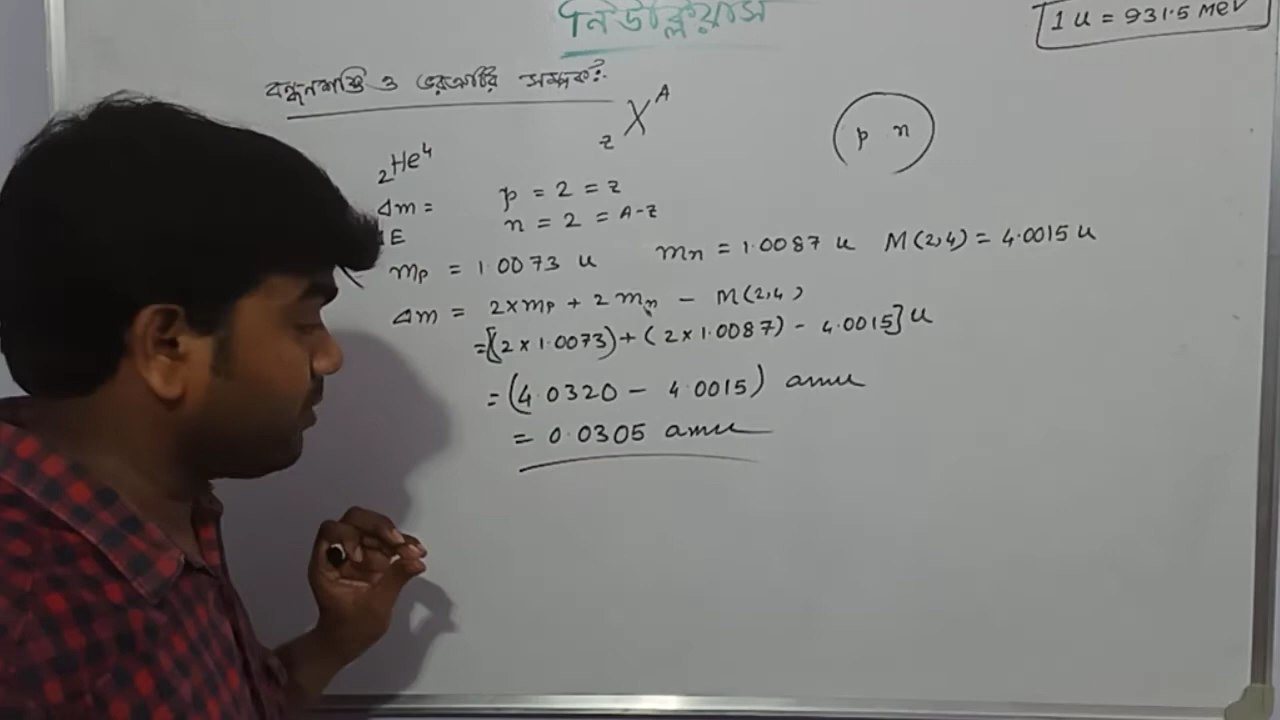 নিউক্লিয়াস
1 u = 931.5 MeV
বন্ধনশক্তি ও ভরত্রুটির সম্পর্ক:
zXᴬ
p n
₂He⁴
Δm = p = 2 = z
E n = 2 = A-z
mp = 1.0073 u mn = 1.0087 u M(2,4) = 4.0015 u
Δm = 2×mp + 2mn − M(2,4)
=[(2×1.0073)+(2×1.0087) − 4.0015] u
= (4.0320 − 4.0015) amu
= 0.0305 amu